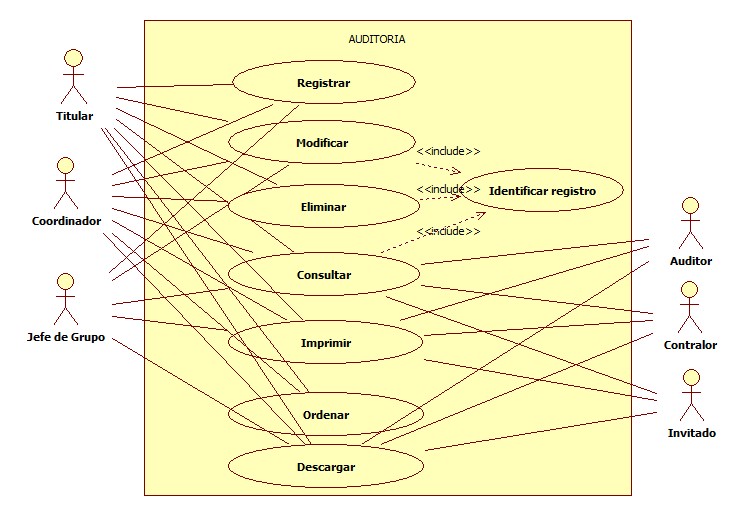 AUDITORIA
Registrar
Titular
Modificar
<<include>>
Coordinador
Identificar registro
<<include>>
Eliminar
<<include>>
Auditor
Consultar
Jefe de Grupo
Imprimir
Contralor
Ordenar
Invitado
Descargar